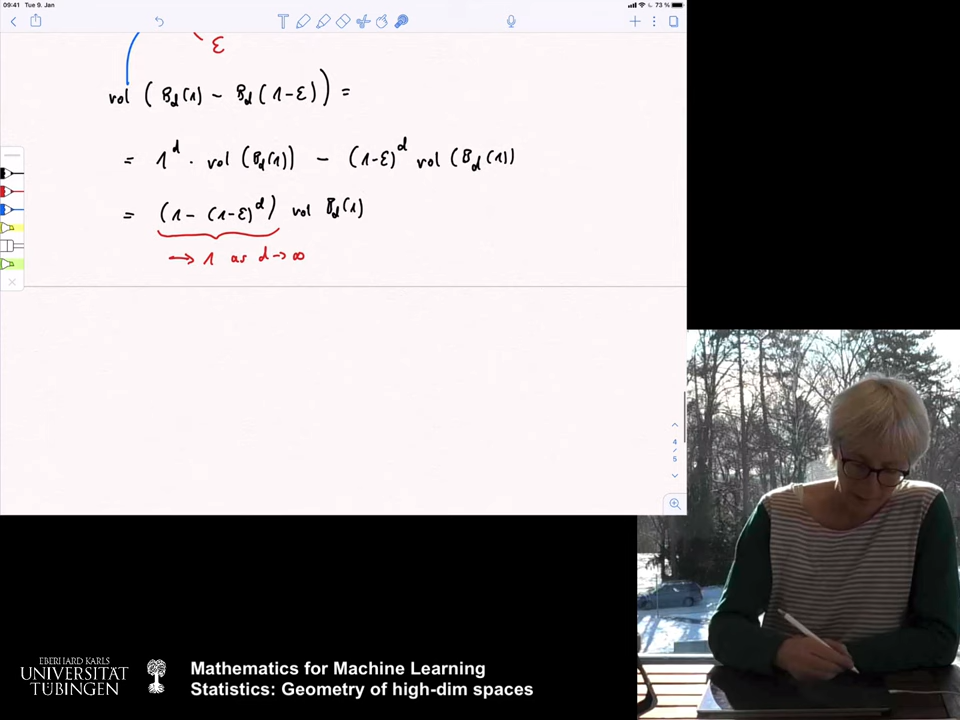 09:41 Tue 9. Jan
73 %
ε
vol ( B_d(1) - B_d(1-ε) ) =
= 1^d · vol (B_d(1)) - (1-ε)^d vol (B_d(1))
= (1 - (1-ε)^d) vol B_d(1)
→ 1 as d → ∞
4
5
EBERHARD KARLS
UNIVERSITÄT
TÜBINGEN
Mathematics for Machine Learning
Statistics: Geometry of high-dim spaces